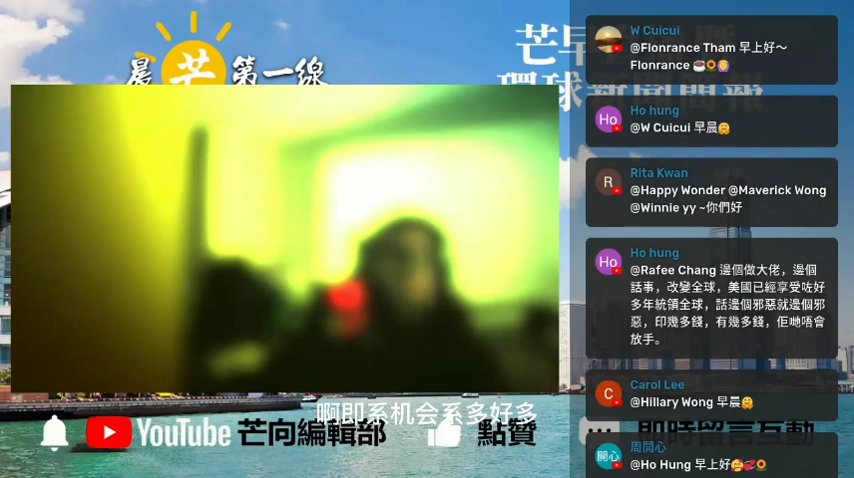 晨芒第一線
芒早
環球新聞簡報
W Cuicui
@Flonrance Tham 早上好～
Flonrance ☕🌻
Ho hung
@W Cuicui 早晨🤗
Rita Kwan
@Happy Wonder @Maverick Wong
@Winnie yy ~你們好
Ho hung
@Rafee Chang 邊個做大佬，邊個
話事，改變全球，美國已經享受咗好
多年統領全球，話邊個邪惡就邊個邪
惡，印幾多錢，有幾多錢，佢哋唔會
放手。
Carol Lee
@Hillary Wong 早晨🤗
周開心
@Ho Hung 早上好🥰💞🌻
啊即系机会系多好多
YouTube 芒向編輯部
點贊
即時留言互動